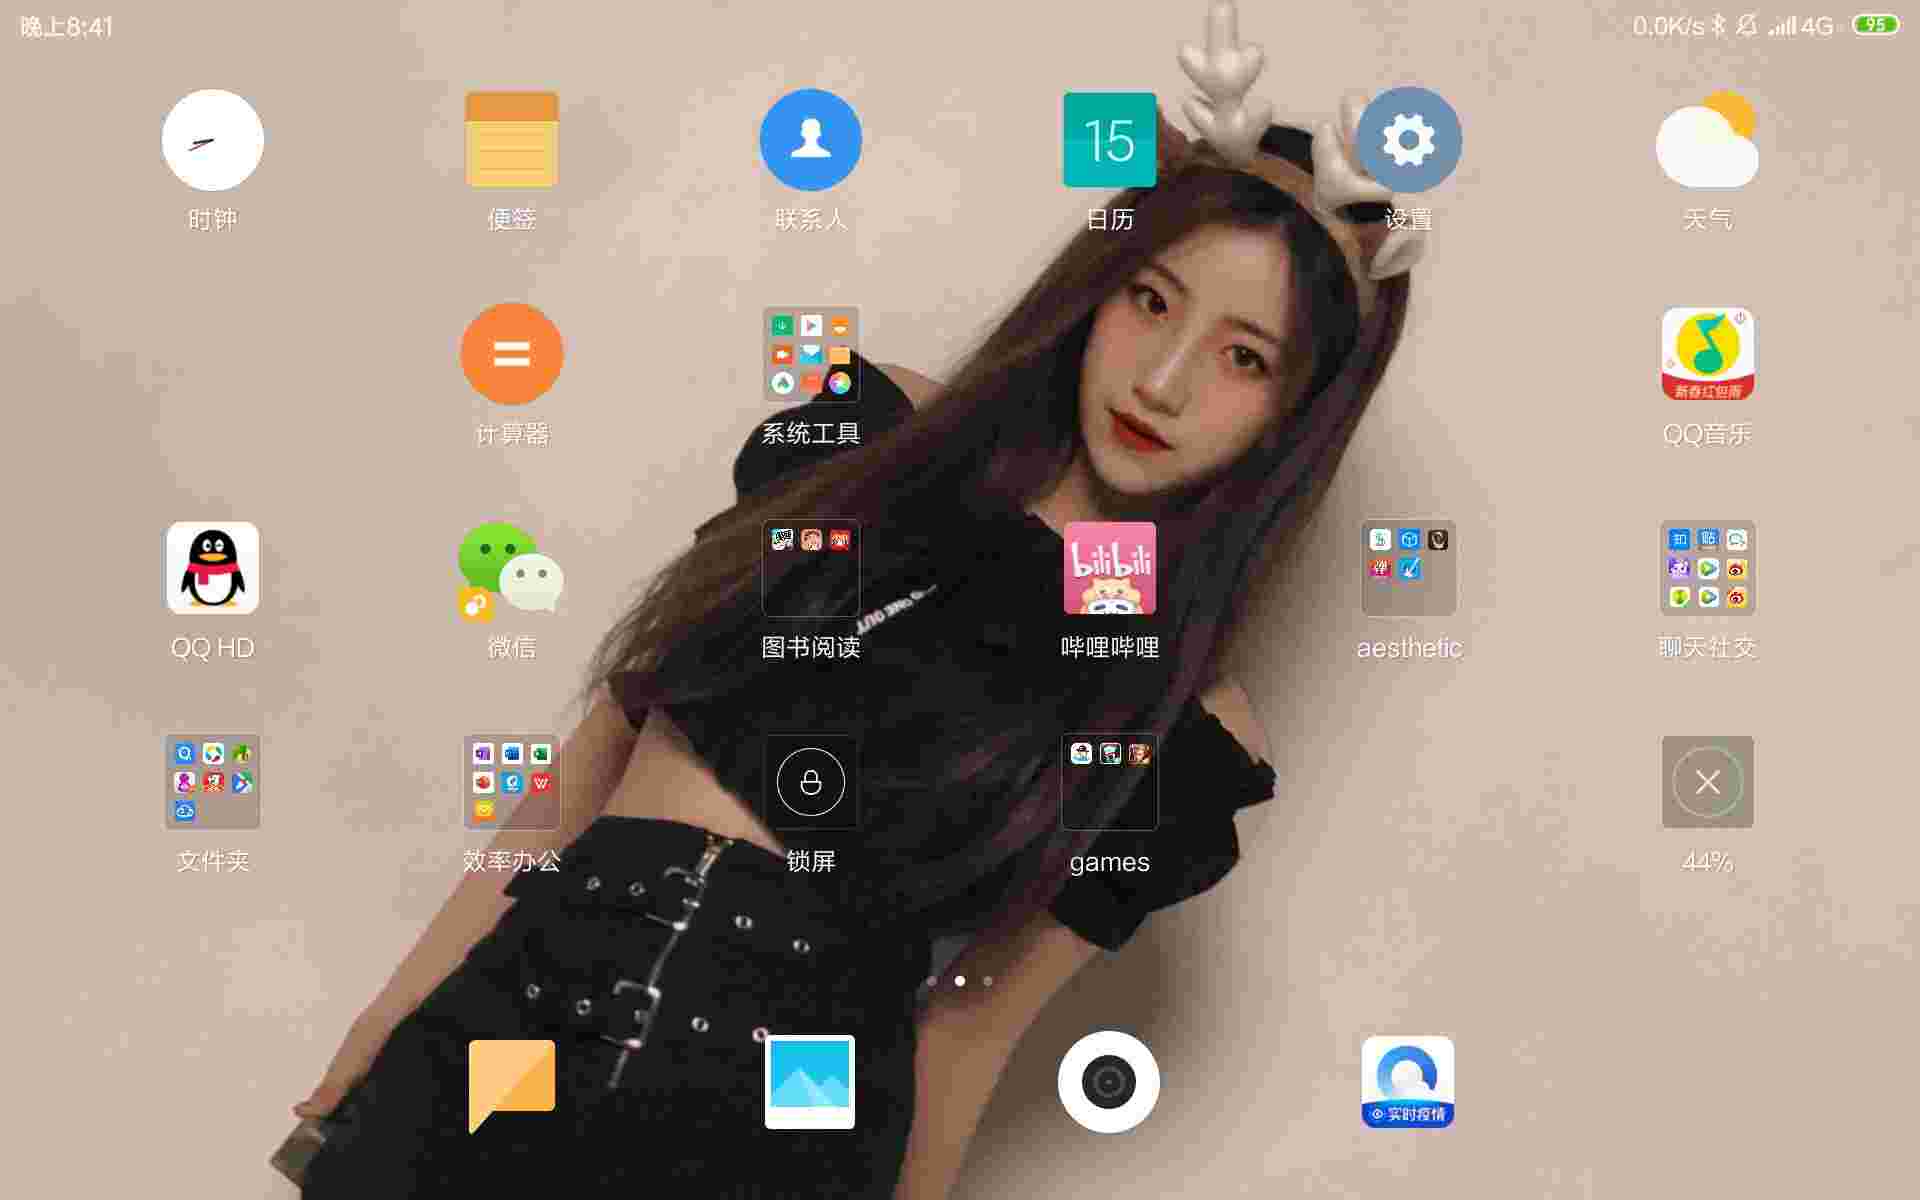 晚上8:41
0.0K/s 4G 95
时钟
便签
15
联系人
日历
设置
天气
计算器
系统工具
新春红包雨
QQ音乐
bilibili
知
QQ HD
微信
图书阅读
哔哩哔哩
aesthetic
聊天社交
文件夹
效率办公
锁屏
games
44%
实时疫情